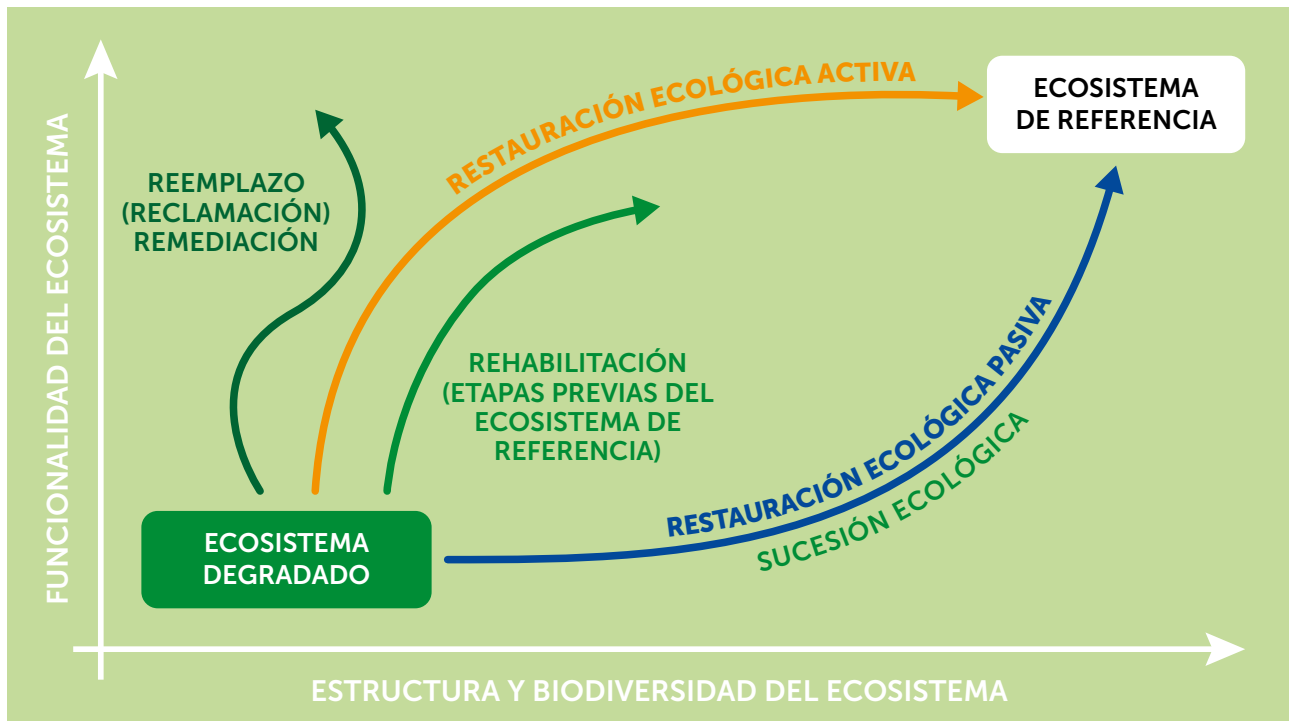 FUNCIONALIDAD DEL ECOSISTEMA
REEMPLAZO
(RECLAMACIÓN)
REMEDIACIÓN
RESTAURACIÓN ECOLÓGICA ACTIVA
ECOSISTEMA
DE REFERENCIA
REHABILITACIÓN
(ETAPAS PREVIAS DEL
ECOSISTEMA DE
REFERENCIA)
RESTAURACIÓN ECOLÓGICA PASIVA
SUCESIÓN ECOLÓGICA
ECOSISTEMA
DEGRADADO
ESTRUCTURA Y BIODIVERSIDAD DEL ECOSISTEMA